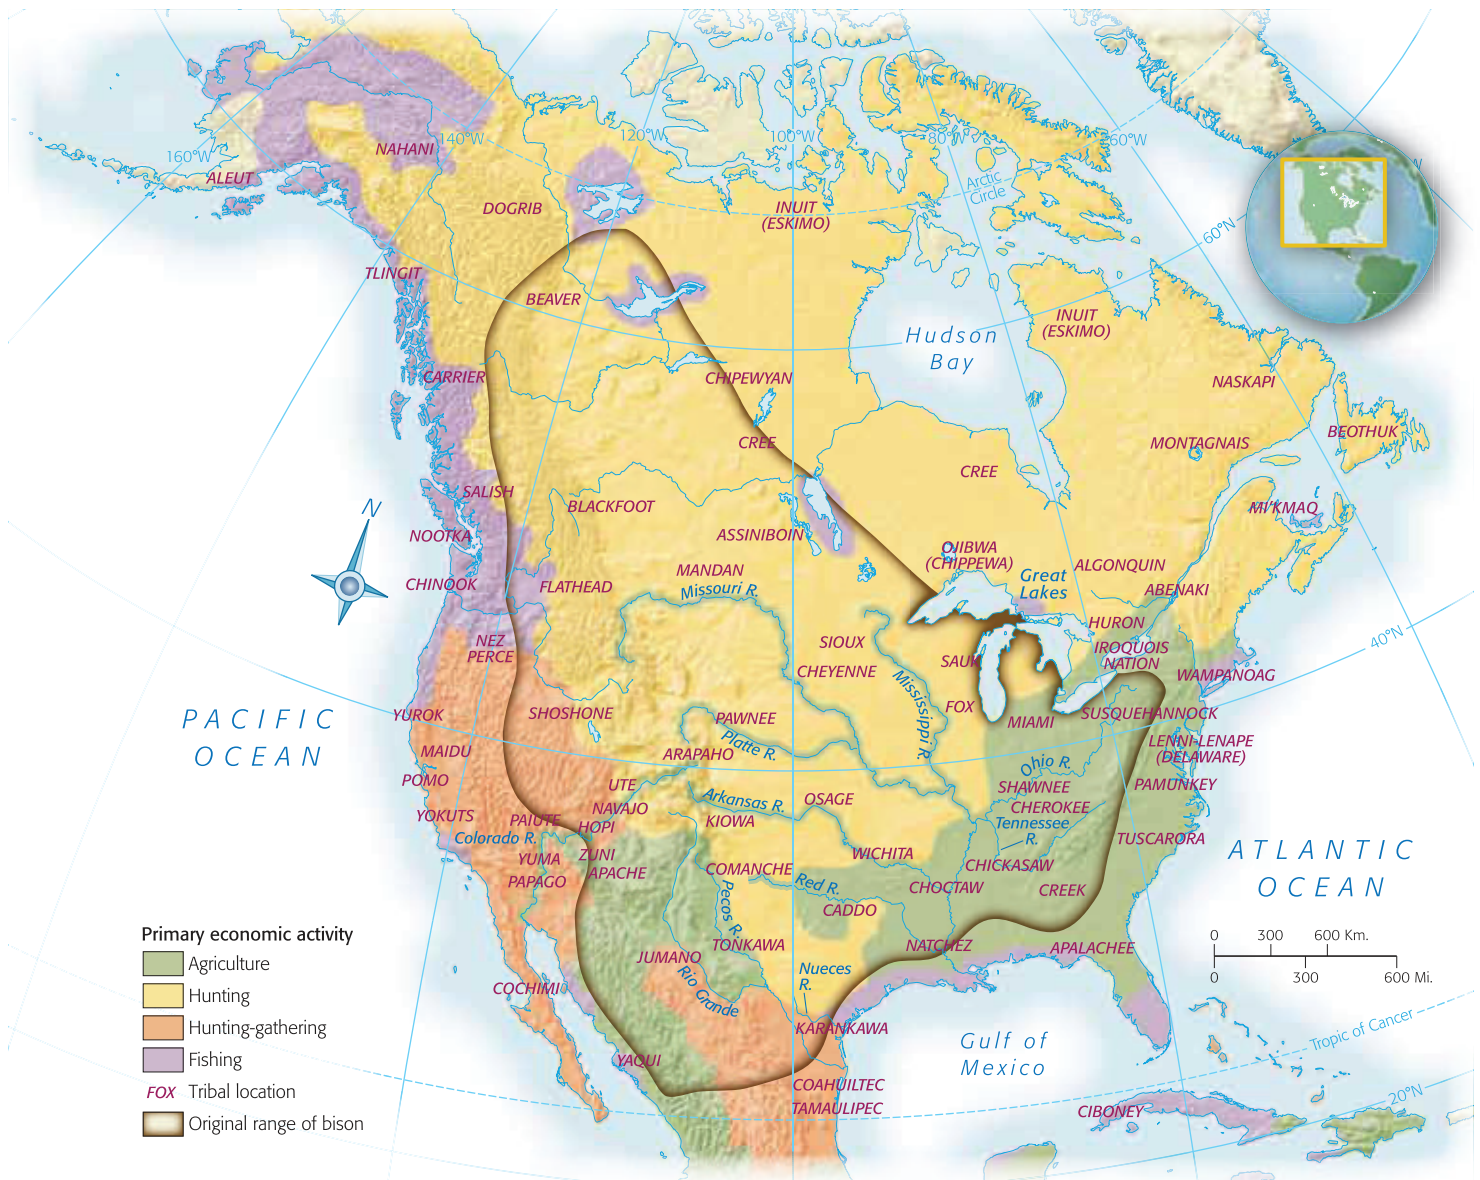 160°W
140°W
120°W
100°W
80°W
60°W
W
Arctic
Circle
60°N
NAHANI
ALEUT
DOGRIB
INUIT
(ESKIMO)
TLINGIT
BEAVER
INUIT
(ESKIMO)
Hudson
Bay
CARRIER
CHIPEWYAN
NASKAPI
BEOTHUK
CREE
MONTAGNAIS
CREE
SALISH
BLACKFOOT
N
NOOTKA
ASSINIBOIN
MI'KMAQ
OJIBWA
(CHIPPEWA)
ALGONQUIN
CHINOOK
FLATHEAD
MANDAN
Missouri R.
Great
Lakes
ABENAKI
HURON
40°N
NEZ
PERCE
SIOUX
CHEYENNE
SAUK
IROQUOIS
NATION
WAMPANOAG
Mississippi R.
FOX
YUROK
SHOSHONE
PAWNEE
MIAMI
SUSQUEHANNOCK
PACIFIC
OCEAN
Platte R.
MAIDU
ARAPAHO
LENNI-LENAPE
(DELAWARE)
Ohio R.
POMO
UTE
SHAWNEE
PAMUNKEY
Arkansas R.
OSAGE
NAVAJO
CHEROKEE
YOKUTS
PAIUTE
HOPI
KIOWA
Tennessee
R.
Colorado R.
TUSCARORA
YUMA
ZUNI
WICHITA
CHICKASAW
ATLANTIC
OCEAN
PAPAGO
APACHE
COMANCHE
Red R.
CHOCTAW
CREEK
Pecos R.
CADDO
TONKAWA
NATCHEZ
APALACHEE
JUMANO
Rio Grande
Nueces
R.
COCHIMI
KARANKAWA
Gulf of
Mexico
YAQUI
COAHUILTEC
TAMAULIPEC
CIBONEY
Tropic of Cancer
20°N
0 300 600 Km.
0 300 600 Mi.
Primary economic activity
Agriculture
Hunting
Hunting-gathering
Fishing
FOX Tribal location
Original range of bison